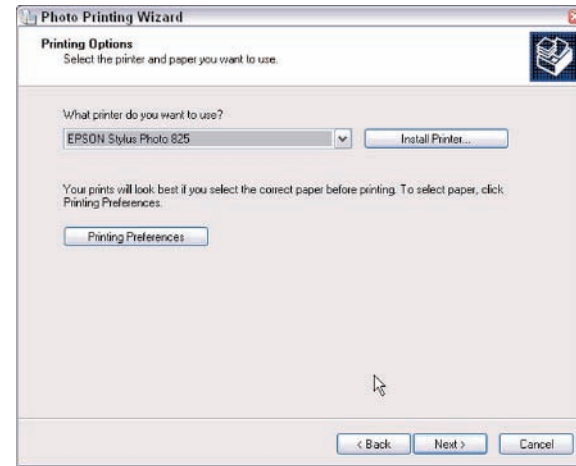 Photo Printing Wizard
Printing Options
Select the printer and paper you want to use.
What printer do you want to use?
EPSON Stylus Photo 825
Install Printer...
Your prints will look best if you select the correct paper before printing. To select paper, click
Printing Preferences.
Printing Preferences
< Back
Next >
Cancel